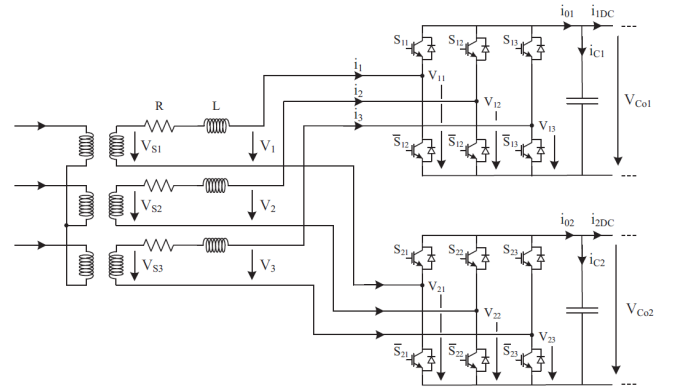 i01 i1DC
S11 S12 S13
iC1
i1
V11
R L
i2
V12
VCo1
i3
V13
VS1 V1
S̅12 S̅12 S̅13
VS2 V2
i02 i2DC
S21 S22 S23
iC2
VS3 V3
V21
V22
VCo2
V23
S̅21 S̅22 S̅23